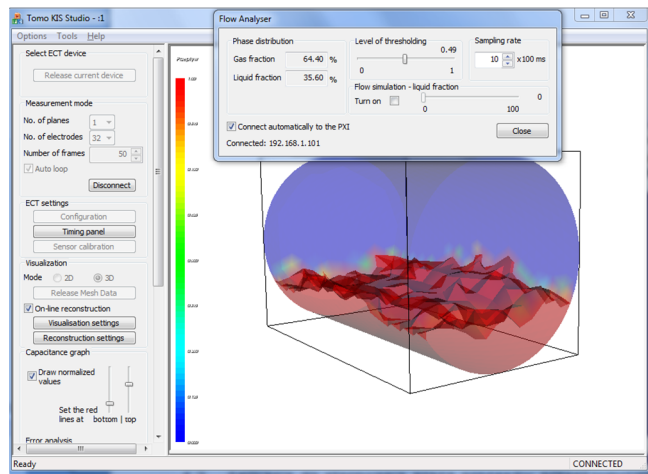 Tomo KIS Studio - :1
Options Tools Help
Select ECT device
Release current device
Measurement mode
No. of planes 1
No. of electrodes 32
Number of frames 50
Auto loop
Disconnect
ECT settings
Configuration
Timing panel
Sensor calibration
Visualization
Mode 2D 3D
Release Mesh Data
On-line reconstruction
Visualisation settings
Reconstruction settings
Capacitance graph
Draw normalized
values
Set the red
lines at bottom | top
Error analysis
Ready
CONNECTED
Flow Analyser
Phase distribution
Gas fraction 64.40 %
Liquid fraction 35.60 %
Level of thresholding
0.49
0 1
Sampling rate
10 x100 ms
Flow simulation - liquid fraction
Turn on 0
0 100
Connect automatically to the PXI
Connected: 192.168.1.101
Close